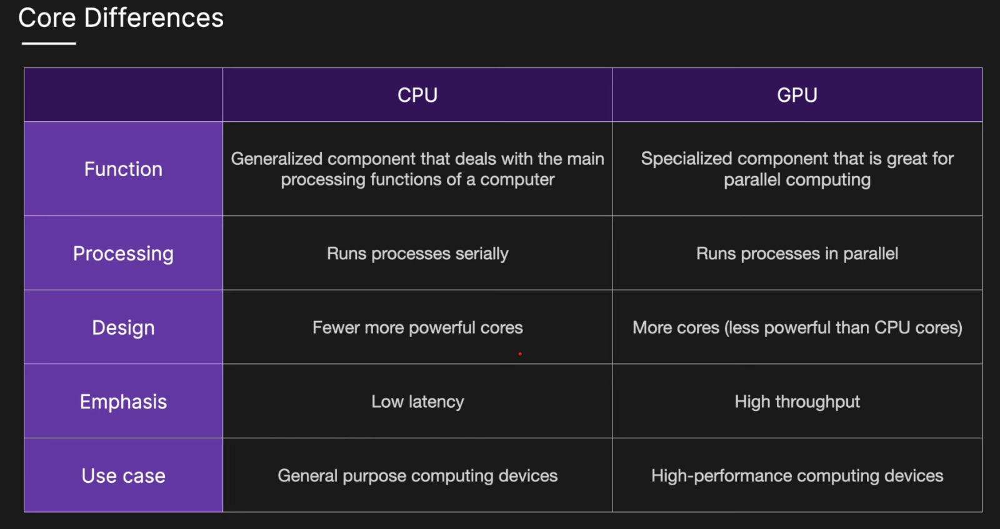 Core Differences
CPU
GPU
Function
Generalized component that deals with the main
processing functions of a computer
Specialized component that is great for
parallel computing
Processing
Runs processes serially
Runs processes in parallel
Design
Fewer more powerful cores
More cores (less powerful than CPU cores)
Emphasis
Low latency
High throughput
Use case
General purpose computing devices
High-performance computing devices